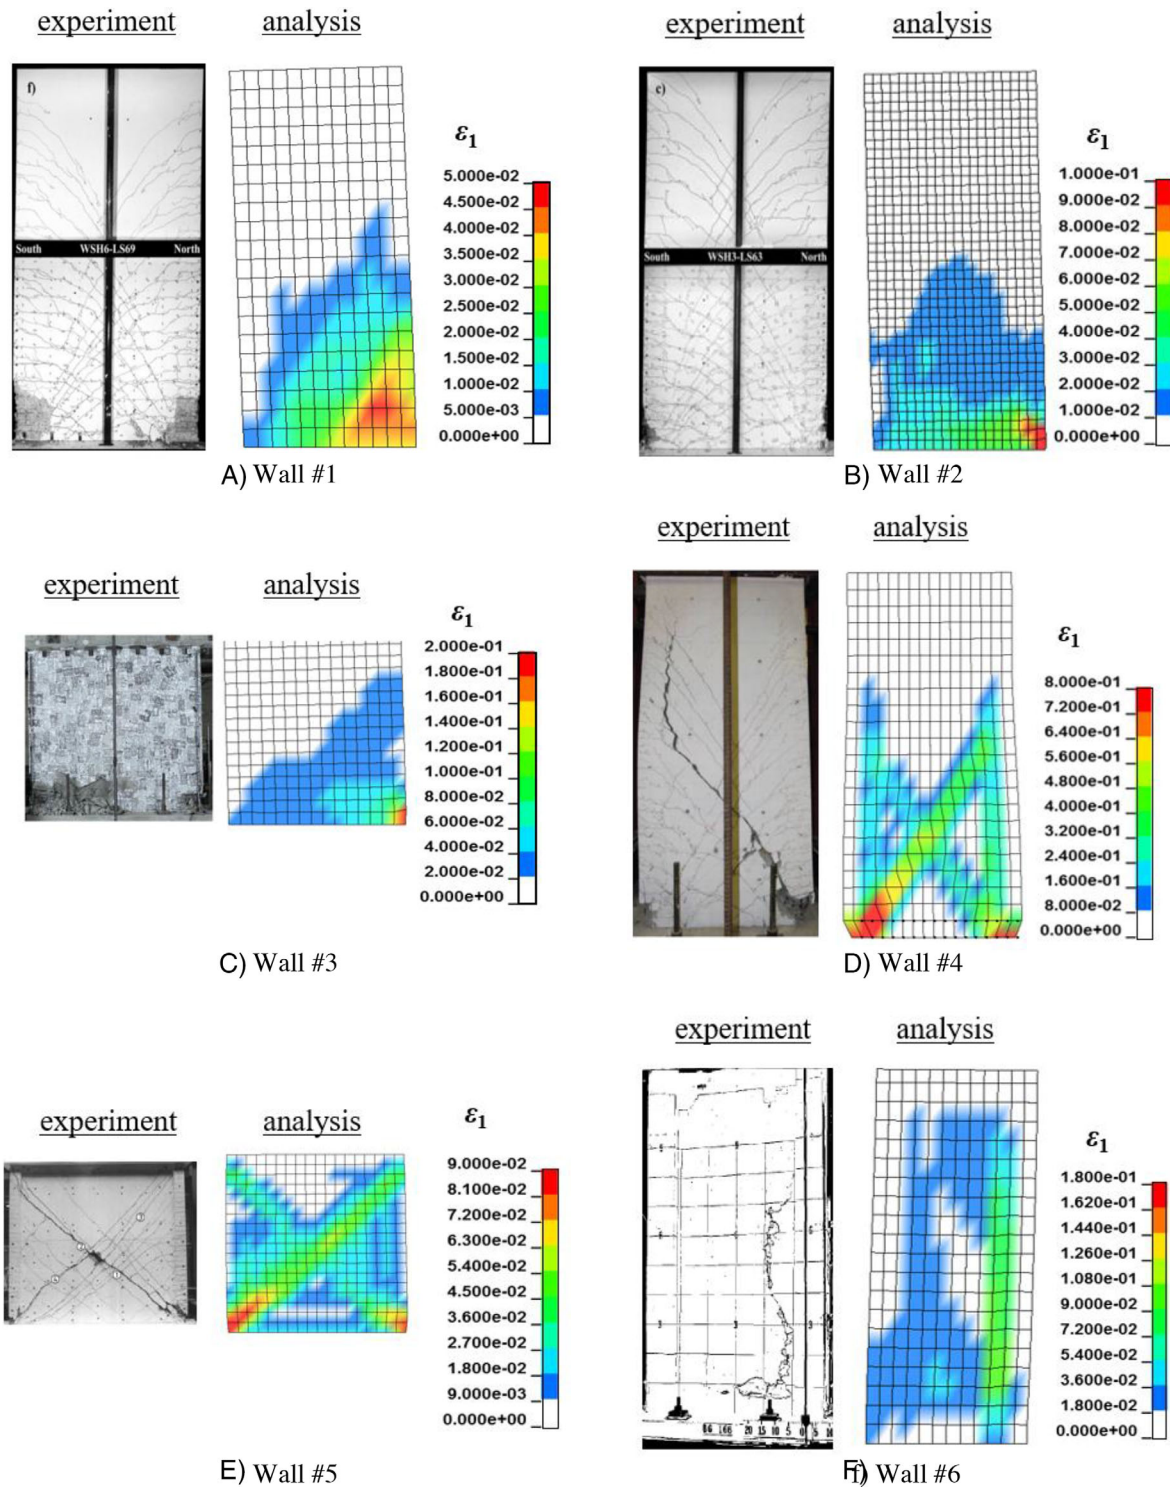 experiment analysis
f)
South WSH6-LS69 North
ε1
5.000e-02
4.500e-02
4.000e-02
3.500e-02
3.000e-02
2.500e-02
2.000e-02
1.500e-02
1.000e-02
5.000e-03
0.000e+00
A) Wall #1
experiment analysis
c)
South WSH3-LS63 North
ε1
1.000e-01
9.000e-02
8.000e-02
7.000e-02
6.000e-02
5.000e-02
4.000e-02
3.000e-02
2.000e-02
1.000e-02
0.000e+00
B) Wall #2
experiment analysis
ε1
2.000e-01
1.800e-01
1.600e-01
1.400e-01
1.200e-01
1.000e-01
8.000e-02
6.000e-02
4.000e-02
2.000e-02
0.000e+00
C) Wall #3
experiment analysis
ε1
8.000e-01
7.200e-01
6.400e-01
5.600e-01
4.800e-01
4.000e-01
3.200e-01
2.400e-01
1.600e-01
8.000e-02
0.000e+00
D) Wall #4
experiment analysis
ε1
9.000e-02
8.100e-02
7.200e-02
6.300e-02
5.400e-02
4.500e-02
3.600e-02
2.700e-02
1.800e-02
9.000e-03
0.000e+00
E) Wall #5
experiment analysis
20 15 10 5 0 5 10
ε1
1.800e-01
1.620e-01
1.440e-01
1.260e-01
1.080e-01
9.000e-02
7.200e-02
5.400e-02
3.600e-02
1.800e-02
0.000e+00
F) Wall #6